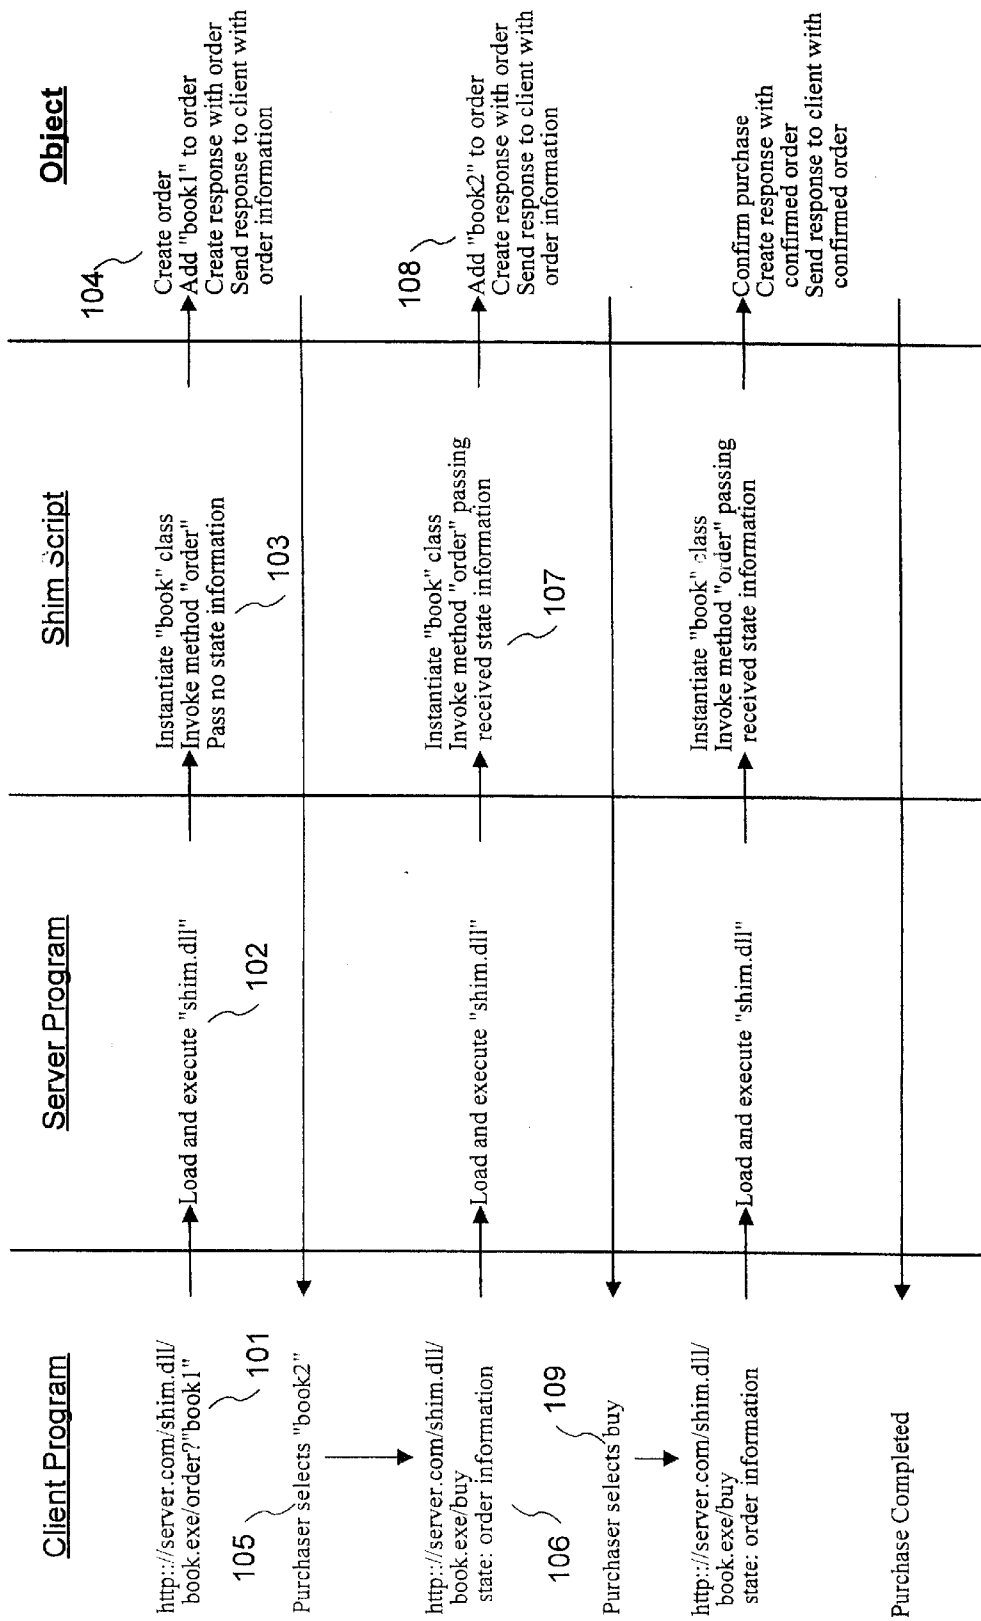 Client Program
Server Program
Shim Script
Object
http:://server.com/shim.dll/
book.exe/order?"book1"
101
Load and execute "shim.dll"
102
Instantiate "book" class
Invoke method "order"
Pass no state information
103
104
Create order
Add "book1" to order
Create response with order
Send response to client with
order information
105
Purchaser selects "book2"
http:://server.com/shim.dll/
book.exe/buy
state: order information
106
Load and execute "shim.dll"
Instantiate "book" class
Invoke method "order" passing
received state information
107
108
Add "book2" to order
Create response with order
Send response to client with
order information
109
Purchaser selects buy
http:://server.com/shim.dll/
book.exe/buy
state: order information
Load and execute "shim.dll"
Instantiate "book" class
Invoke method "order" passing
received state information
Confirm purchase
Create response with
confirmed order
Send response to client with
confirmed order
Purchase Completed